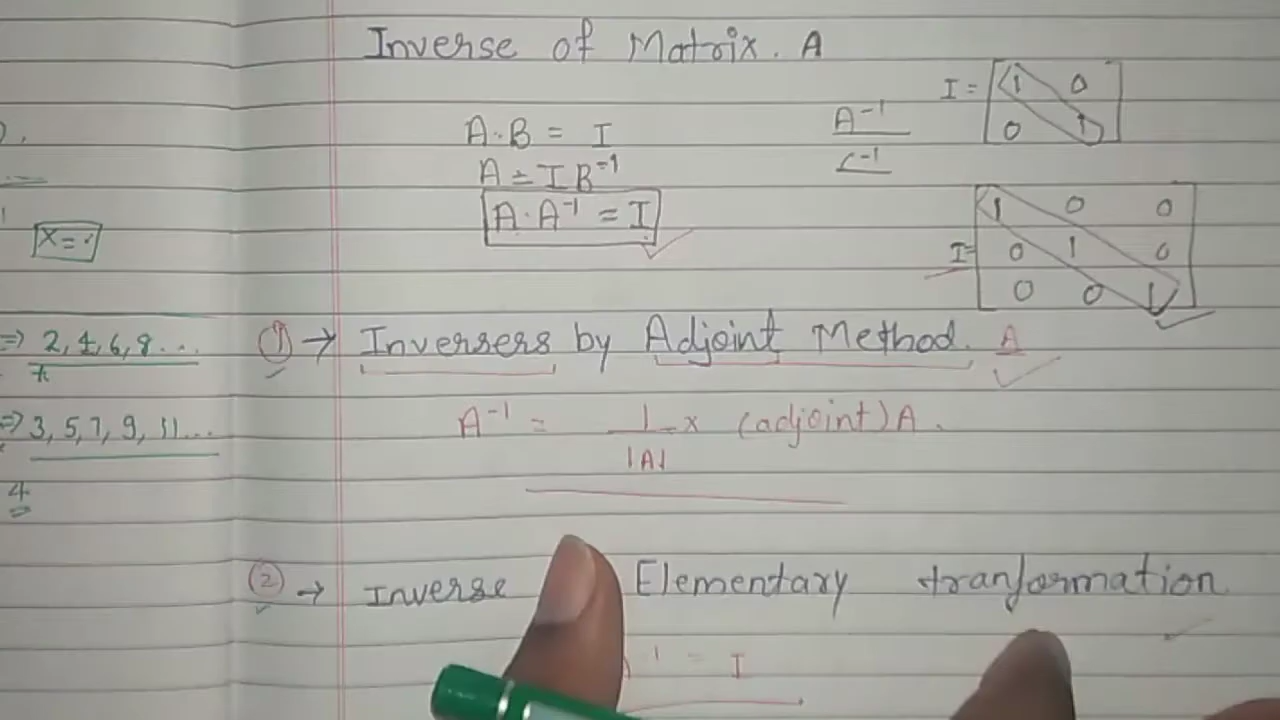 Inverse of Matrix. A
A·B = I
A = I B⁻¹
A·A⁻¹ = I
A⁻¹
I =
1 0
0 1
I =
1 0 0
0 1 0
0 0 1
X =
⇒ 2, 4, 6, 8...
⇒ 3, 5, 7, 9, 11...
4
① → Inversers by Adjoint Method. A
A⁻¹ = 1/|A| × (adjoint) A.
② → Inverse Elementary tranformation
= I